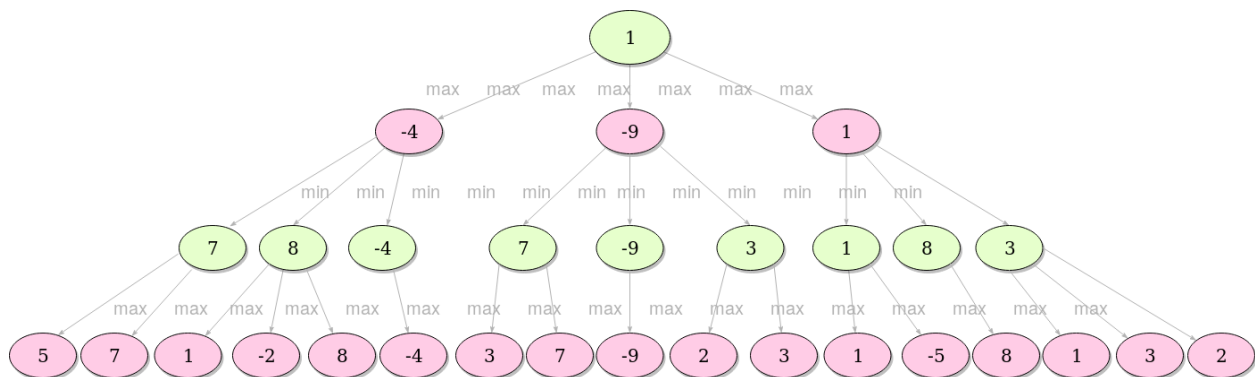 1
max max max max max max max
-4 -9 1
min min min min min min min min min min min
7 8 -4 7 -9 3 1 8 3
max max max max max max max max max max max max max max max
5 7 1 -2 8 -4 3 7 -9 2 3 1 -5 8 1 3 2